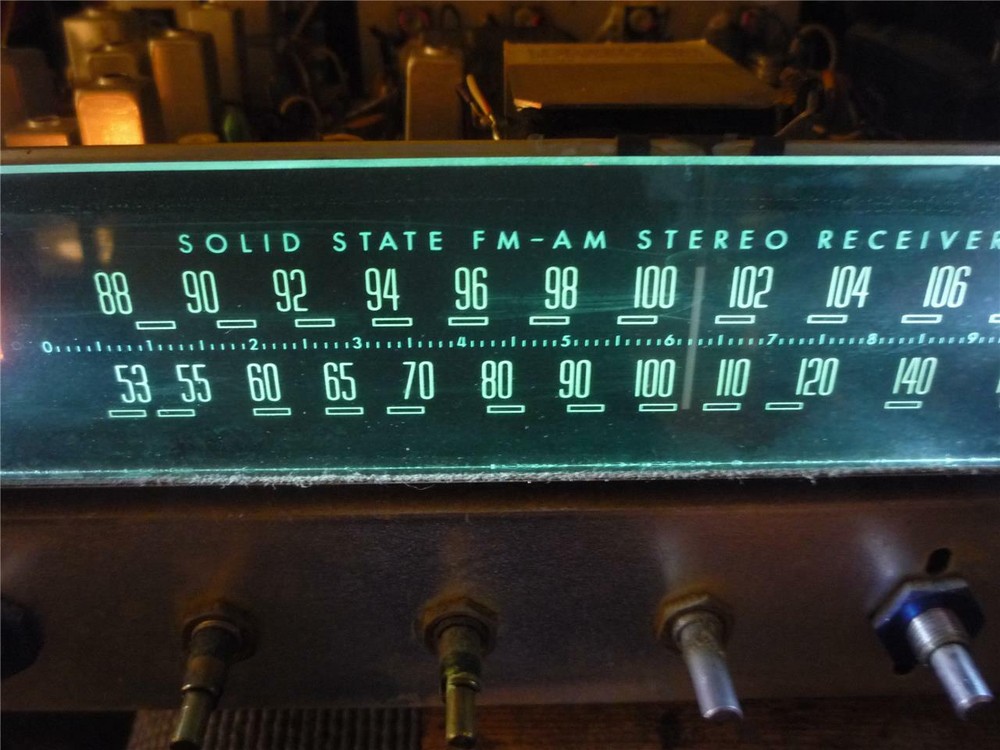 SOLID STATE FM-AM STEREO RECEIVER
88 90 92 94 96 98 100 102 104 106
0 2 3 4 5 6 7 8 9
53 55 60 65 70 80 90 100 110 120 140